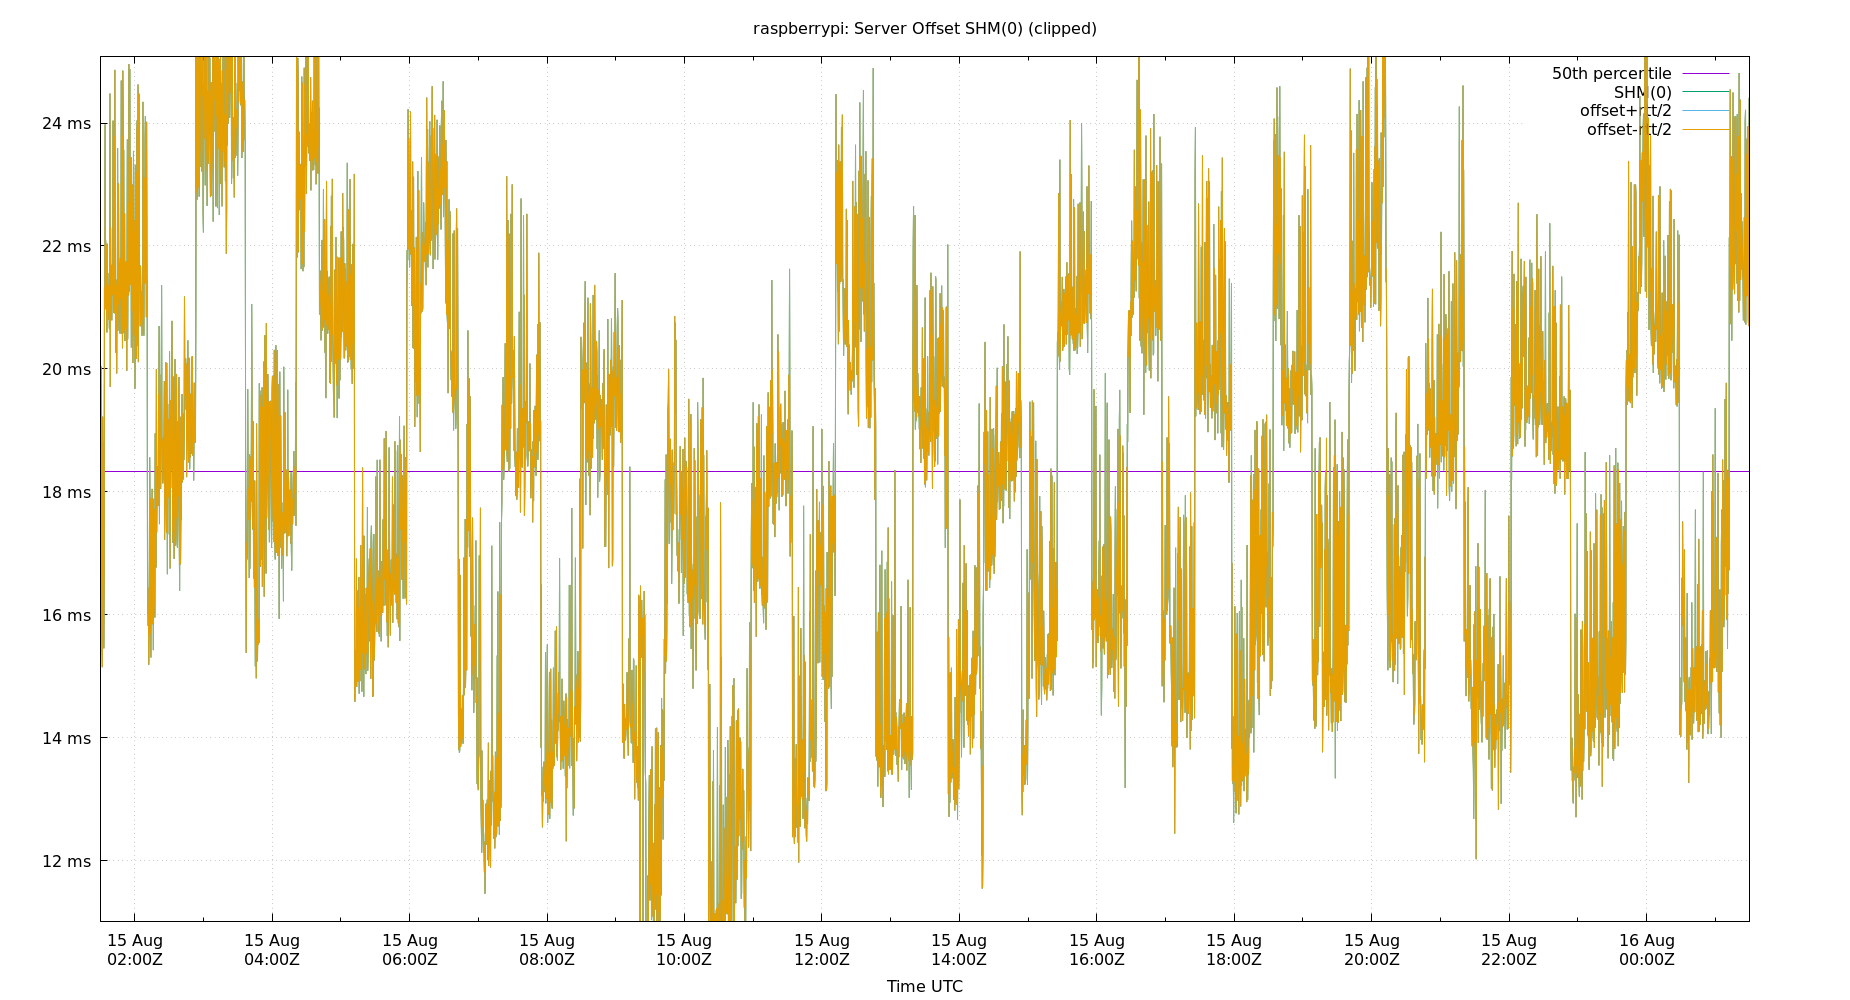 raspberrypi: Server Offset SHM(0) (clipped)
50th percentile
SHM(0)
offset+rtt/2
offset-rtt/2
24 ms
22 ms
20 ms
18 ms
16 ms
14 ms
12 ms
15 Aug 15 Aug 15 Aug 15 Aug 15 Aug 15 Aug 15 Aug 15 Aug 15 Aug 15 Aug 15 Aug 16 Aug
02:00Z 04:00Z 06:00Z 08:00Z 10:00Z 12:00Z 14:00Z 16:00Z 18:00Z 20:00Z 22:00Z 00:00Z
Time UTC